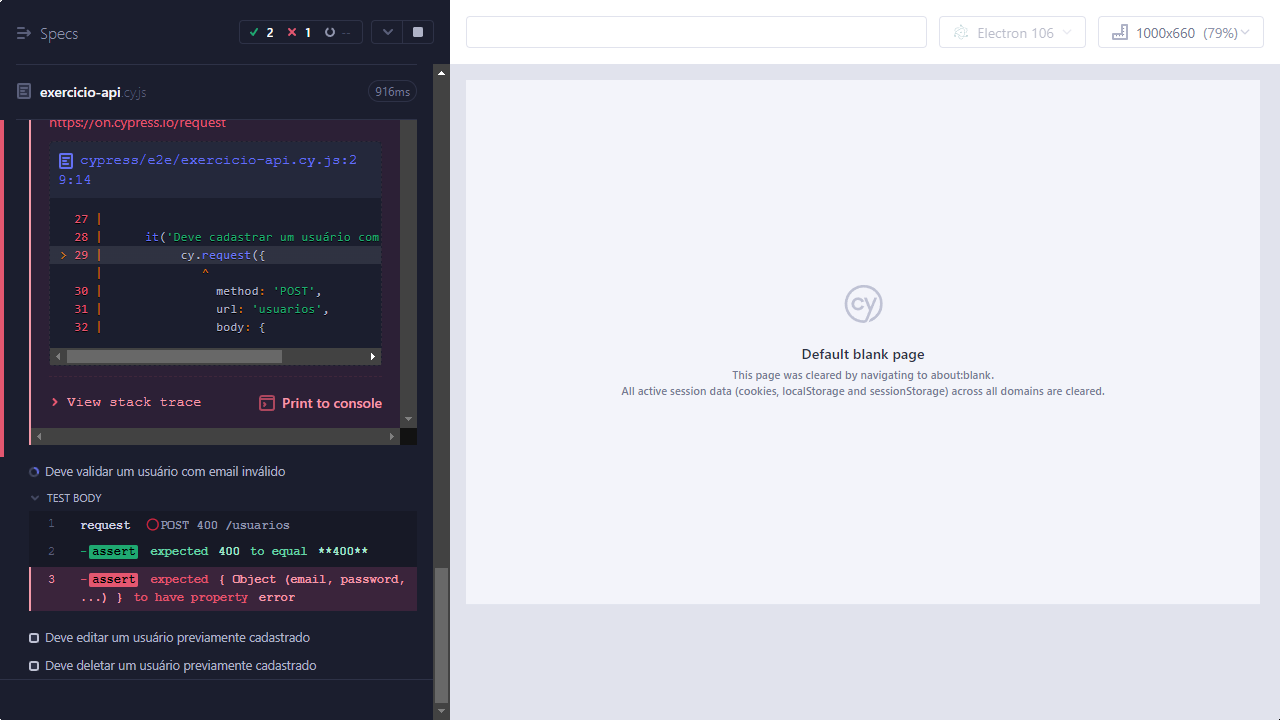 Specs
2
1
--
Electron 106
1000x660 (79%)
exercicio-api.cy.js
916ms
https://on.cypress.io/request
cypress/e2e/exercicio-api.cy.js:2
9:14
27 |
28 | it('Deve cadastrar um usuário com
> 29 | cy.request({
| ^
30 | method: 'POST',
31 | url: 'usuarios',
32 | body: {
View stack trace
Print to console
Deve validar um usuário com email inválido
TEST BODY
1 request POST 400 /usuarios
2 -assert expected 400 to equal **400**
3 -assert expected { Object (email, password,
...) } to have property error
Deve editar um usuário previamente cadastrado
Deve deletar um usuário previamente cadastrado
cy
Default blank page
This page was cleared by navigating to about:blank.
All active session data (cookies, localStorage and sessionStorage) across all domains are cleared.